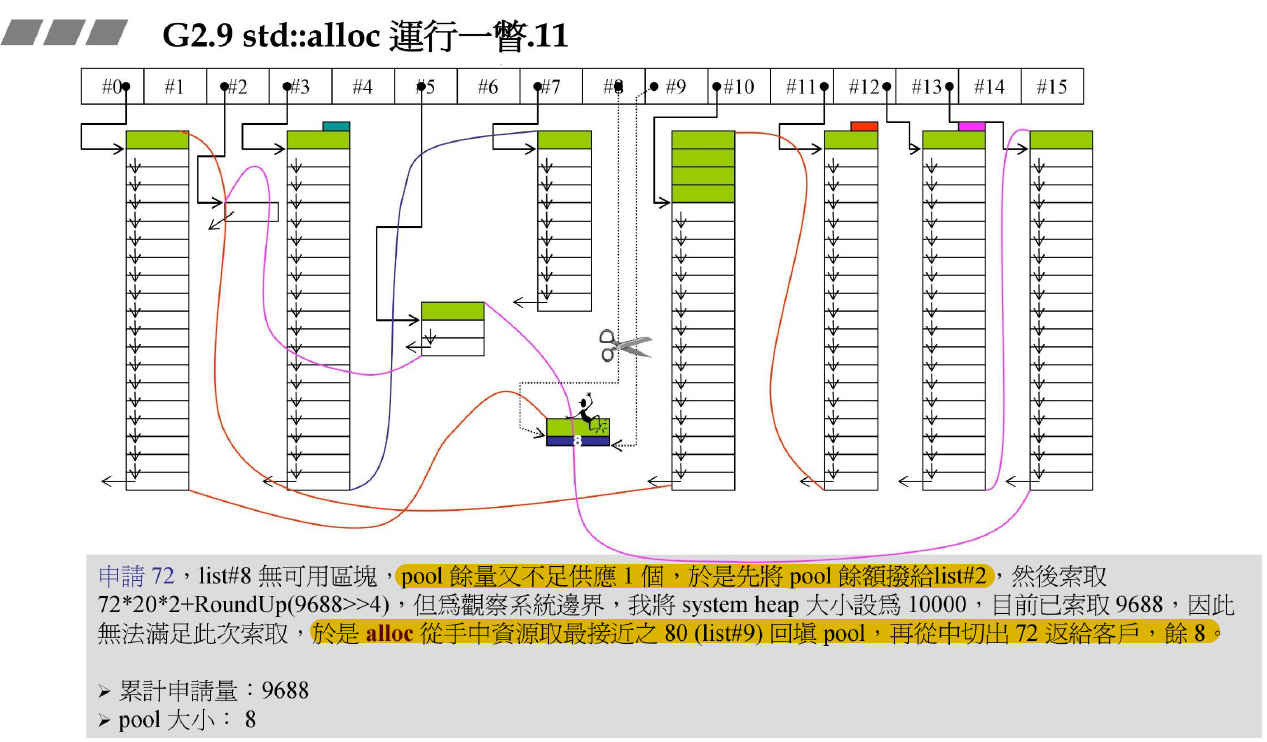 G2.9 std::alloc 運行一瞥.11
#0 #1 #2 #3 #4 #5 #6 #7 #8 #9 #10 #11 #12 #13 #14 #15
8
申請 72，list#8 無可用區塊，pool 餘量又不足供應 1 個，於是先將 pool 餘額撥給list#2，然後索取
72*20*2+RoundUp(9688>>4)，但為觀察系統邊界，我將 system heap 大小設為 10000，目前已索取 9688，因此
無法滿足此次索取，於是 alloc 從手中資源取最接近之 80 (list#9) 回填 pool，再從中切出 72 返給客戶，餘 8。
➢ 累計申請量：9688
➢ pool 大小： 8